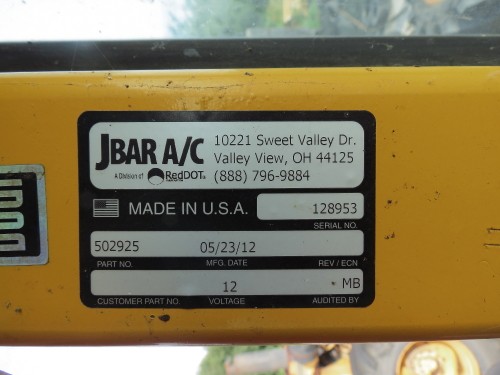 JBAR A/C
A Division of RedDOT
10221 Sweet Valley Dr.
Valley View, OH 44125
(888) 796-9884
MADE IN U.S.A.
128953
SERIAL NO.
502925 05/23/12
PART NO. MFG. DATE REV / ECN
12 MB
CUSTOMER PART NO. VOLTAGE AUDITED BY